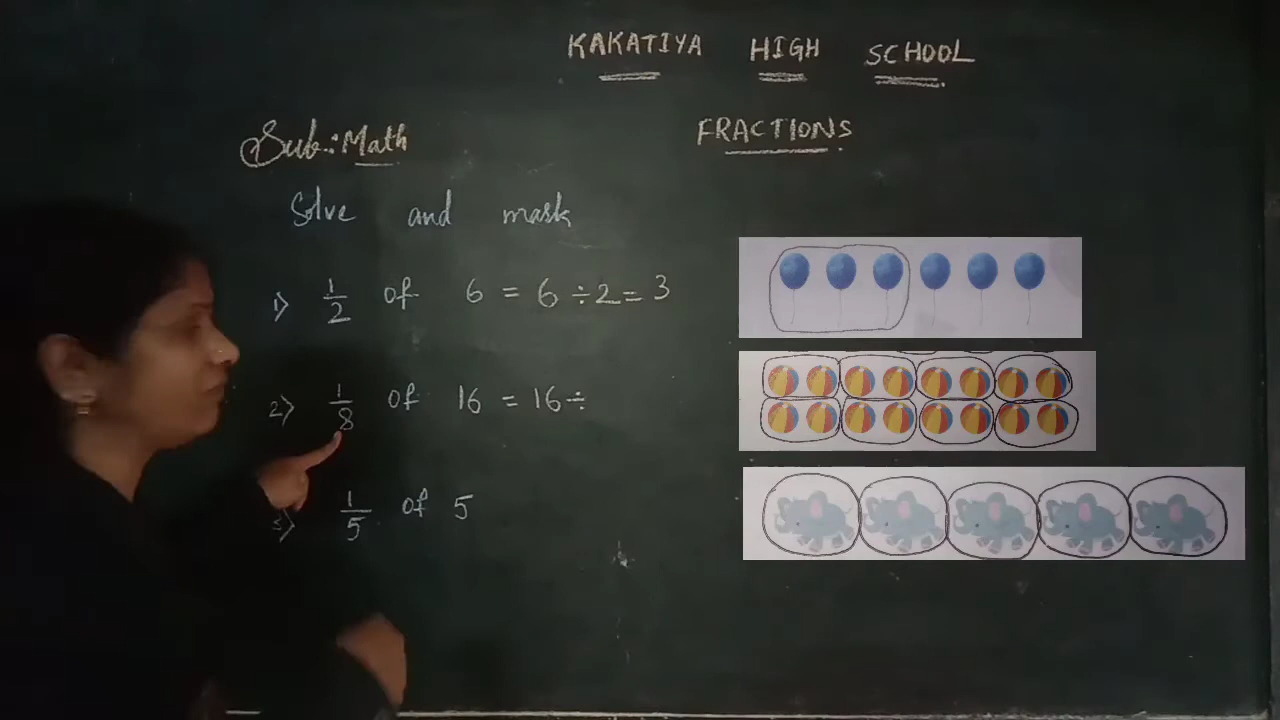 KAKATIYA HIGH SCHOOL
Sub:Math
FRACTIONS
Solve and mask
1) 1/2 of 6 = 6 ÷ 2 = 3
2) 1/8 of 16 = 16 ÷
3) 1/5 of 5